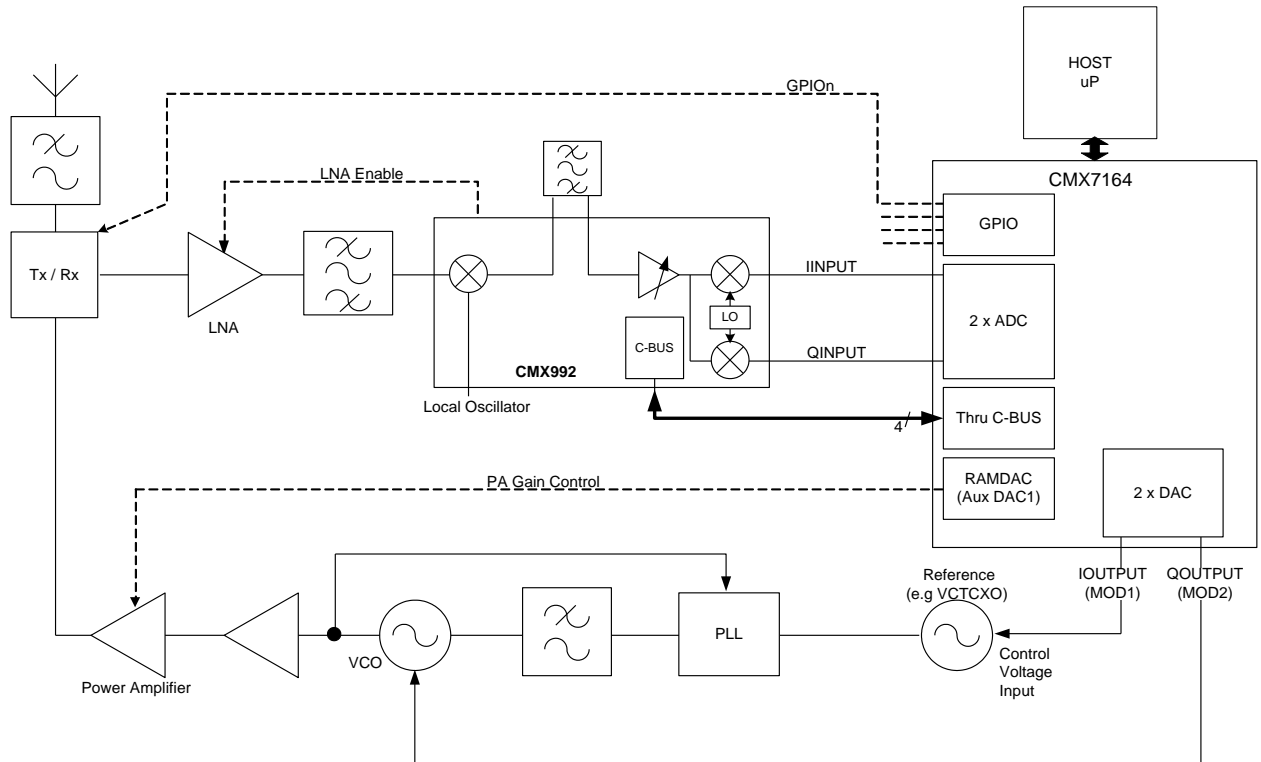 HOST
uP
GPIOn
CMX7164
LNA Enable
GPIO
Tx / Rx
LNA
IINPUT
2 x ADC
LO
C-BUS
QINPUT
CMX992
Local Oscillator
4
Thru C-BUS
PA Gain Control
RAMDAC
(Aux DAC1)
2 x DAC
Reference
(e.g VCTCXO)
IOUTPUT
(MOD1)
QOUTPUT
(MOD2)
PLL
VCO
Control
Voltage
Input
Power Amplifier